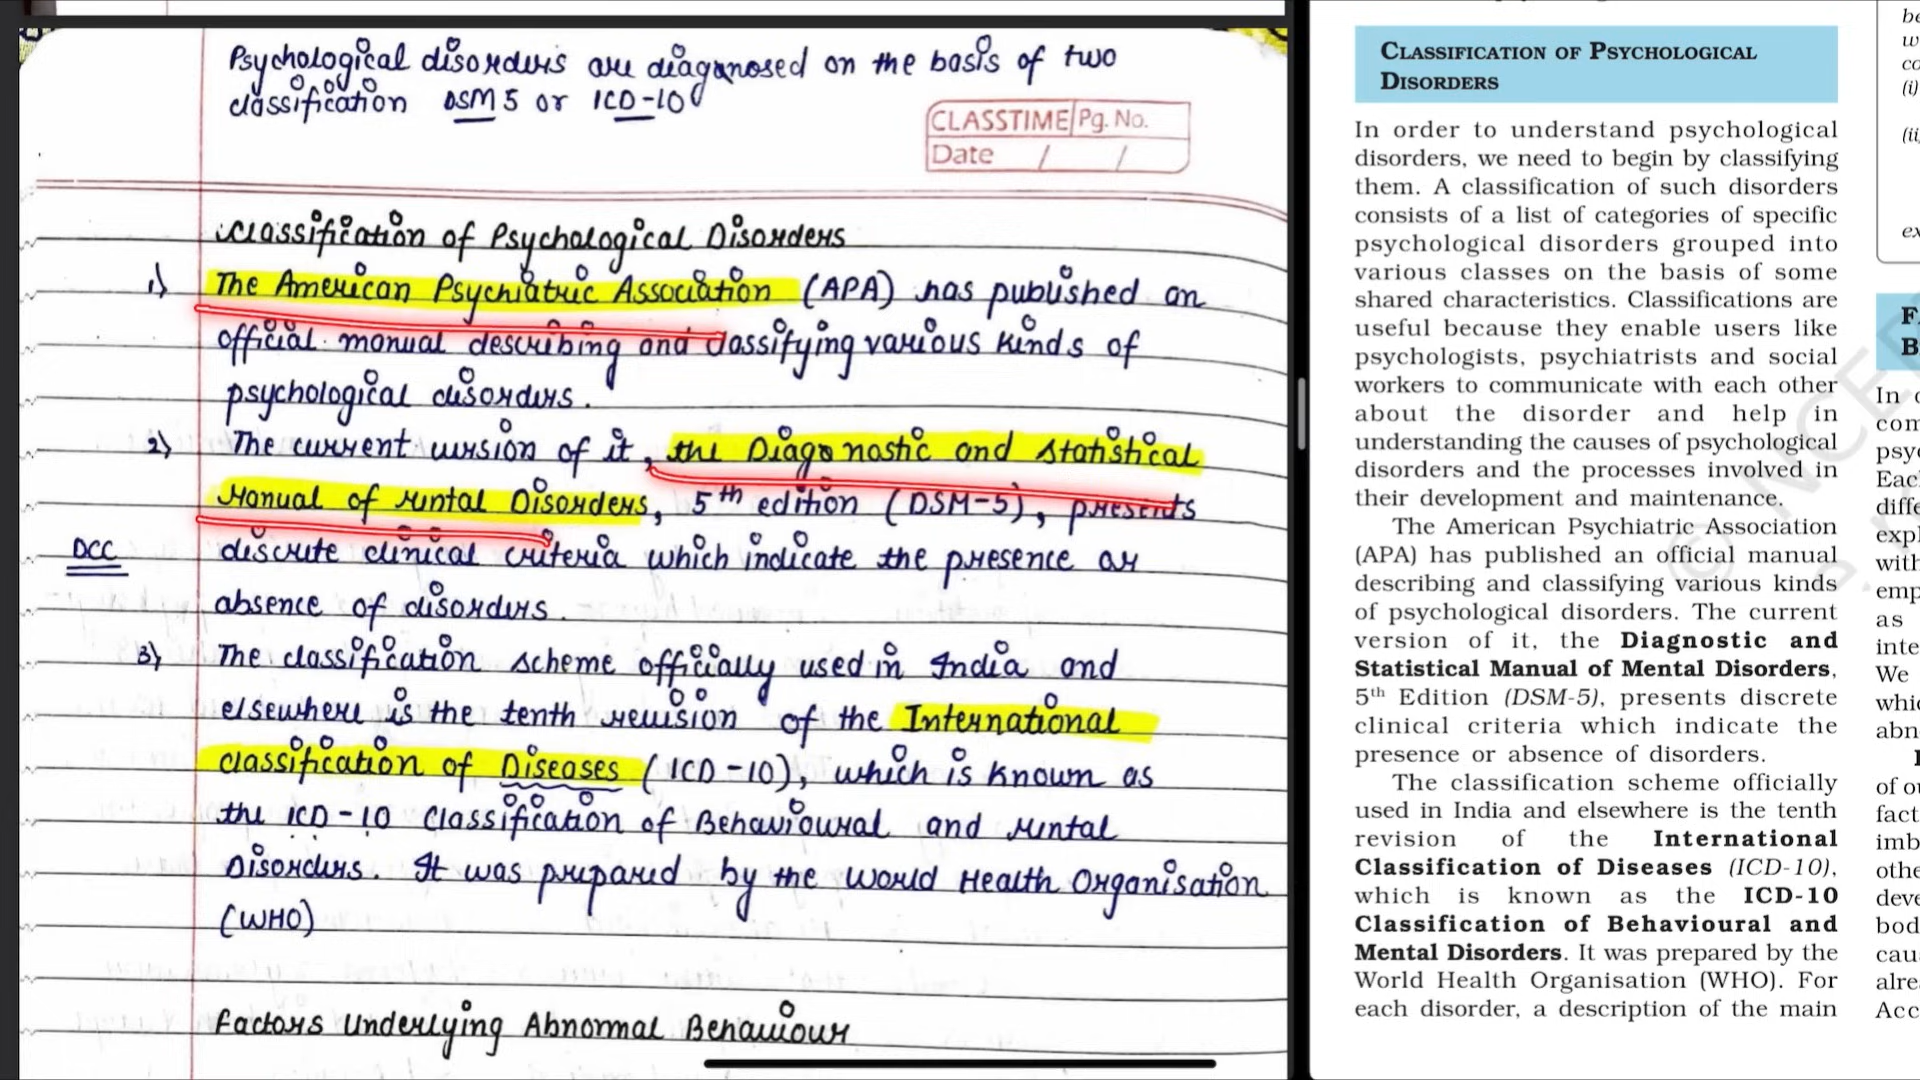 Psychological disorders are diagnosed on the basis of two
classification DSM 5 or ICD-10
CLASSTIME Pg. No.
Date / /
Classification of Psychological Disorders
1) The American Psychiatric Association (APA) has published an
official manual describing and classifying various kinds of
psychological disorders.
2) The current version of it, the Diagnostic and Statistical
Manual of Mental Disorders, 5th edition (DSM-5), presents
DCC discrete clinical criteria which indicate the presence or
absence of disorders.
3) The classification scheme officially used in India and
elsewhere is the tenth revision of the International
classification of Diseases (ICD-10), which is known as
the ICD-10 Classification of Behavioural and Mental
Disorders. It was prepared by the World Health Organisation
(WHO)
Factors Underlying Abnormal Behaviour
CLASSIFICATION OF PSYCHOLOGICAL
DISORDERS
In order to understand psychological
disorders, we need to begin by classifying
them. A classification of such disorders
consists of a list of categories of specific
psychological disorders grouped into
various classes on the basis of some
shared characteristics. Classifications are
useful because they enable users like
psychologists, psychiatrists and social
workers to communicate with each other
about the disorder and help in
understanding the causes of psychological
disorders and the processes involved in
their development and maintenance.
The American Psychiatric Association
(APA) has published an official manual
describing and classifying various kinds
of psychological disorders. The current
version of it, the Diagnostic and
Statistical Manual of Mental Disorders,
5th Edition (DSM-5), presents discrete
clinical criteria which indicate the
presence or absence of disorders.
The classification scheme officially
used in India and elsewhere is the tenth
revision of the International
Classification of Diseases (ICD-10),
which is known as the ICD-10
Classification of Behavioural and
Mental Disorders. It was prepared by the
World Health Organisation (WHO). For
each disorder, a description of the main
(i)
In
We
as
with
of